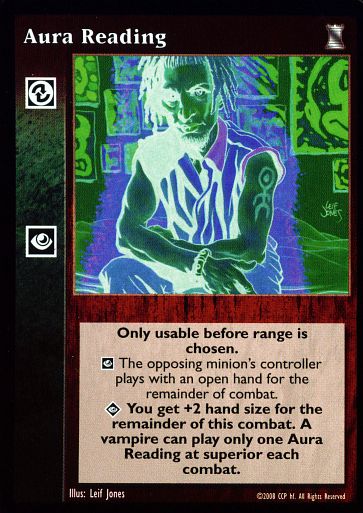 Aura Reading
LEIF
JONES
Only usable before range is
chosen.
The opposing minion's controller
plays with an open hand for the
remainder of combat.
You get +2 hand size for the
remainder of this combat. A
vampire can play only one Aura
Reading at superior each
combat.
Illus: Leif Jones
©2008 CCP hf. All Rights Reserved